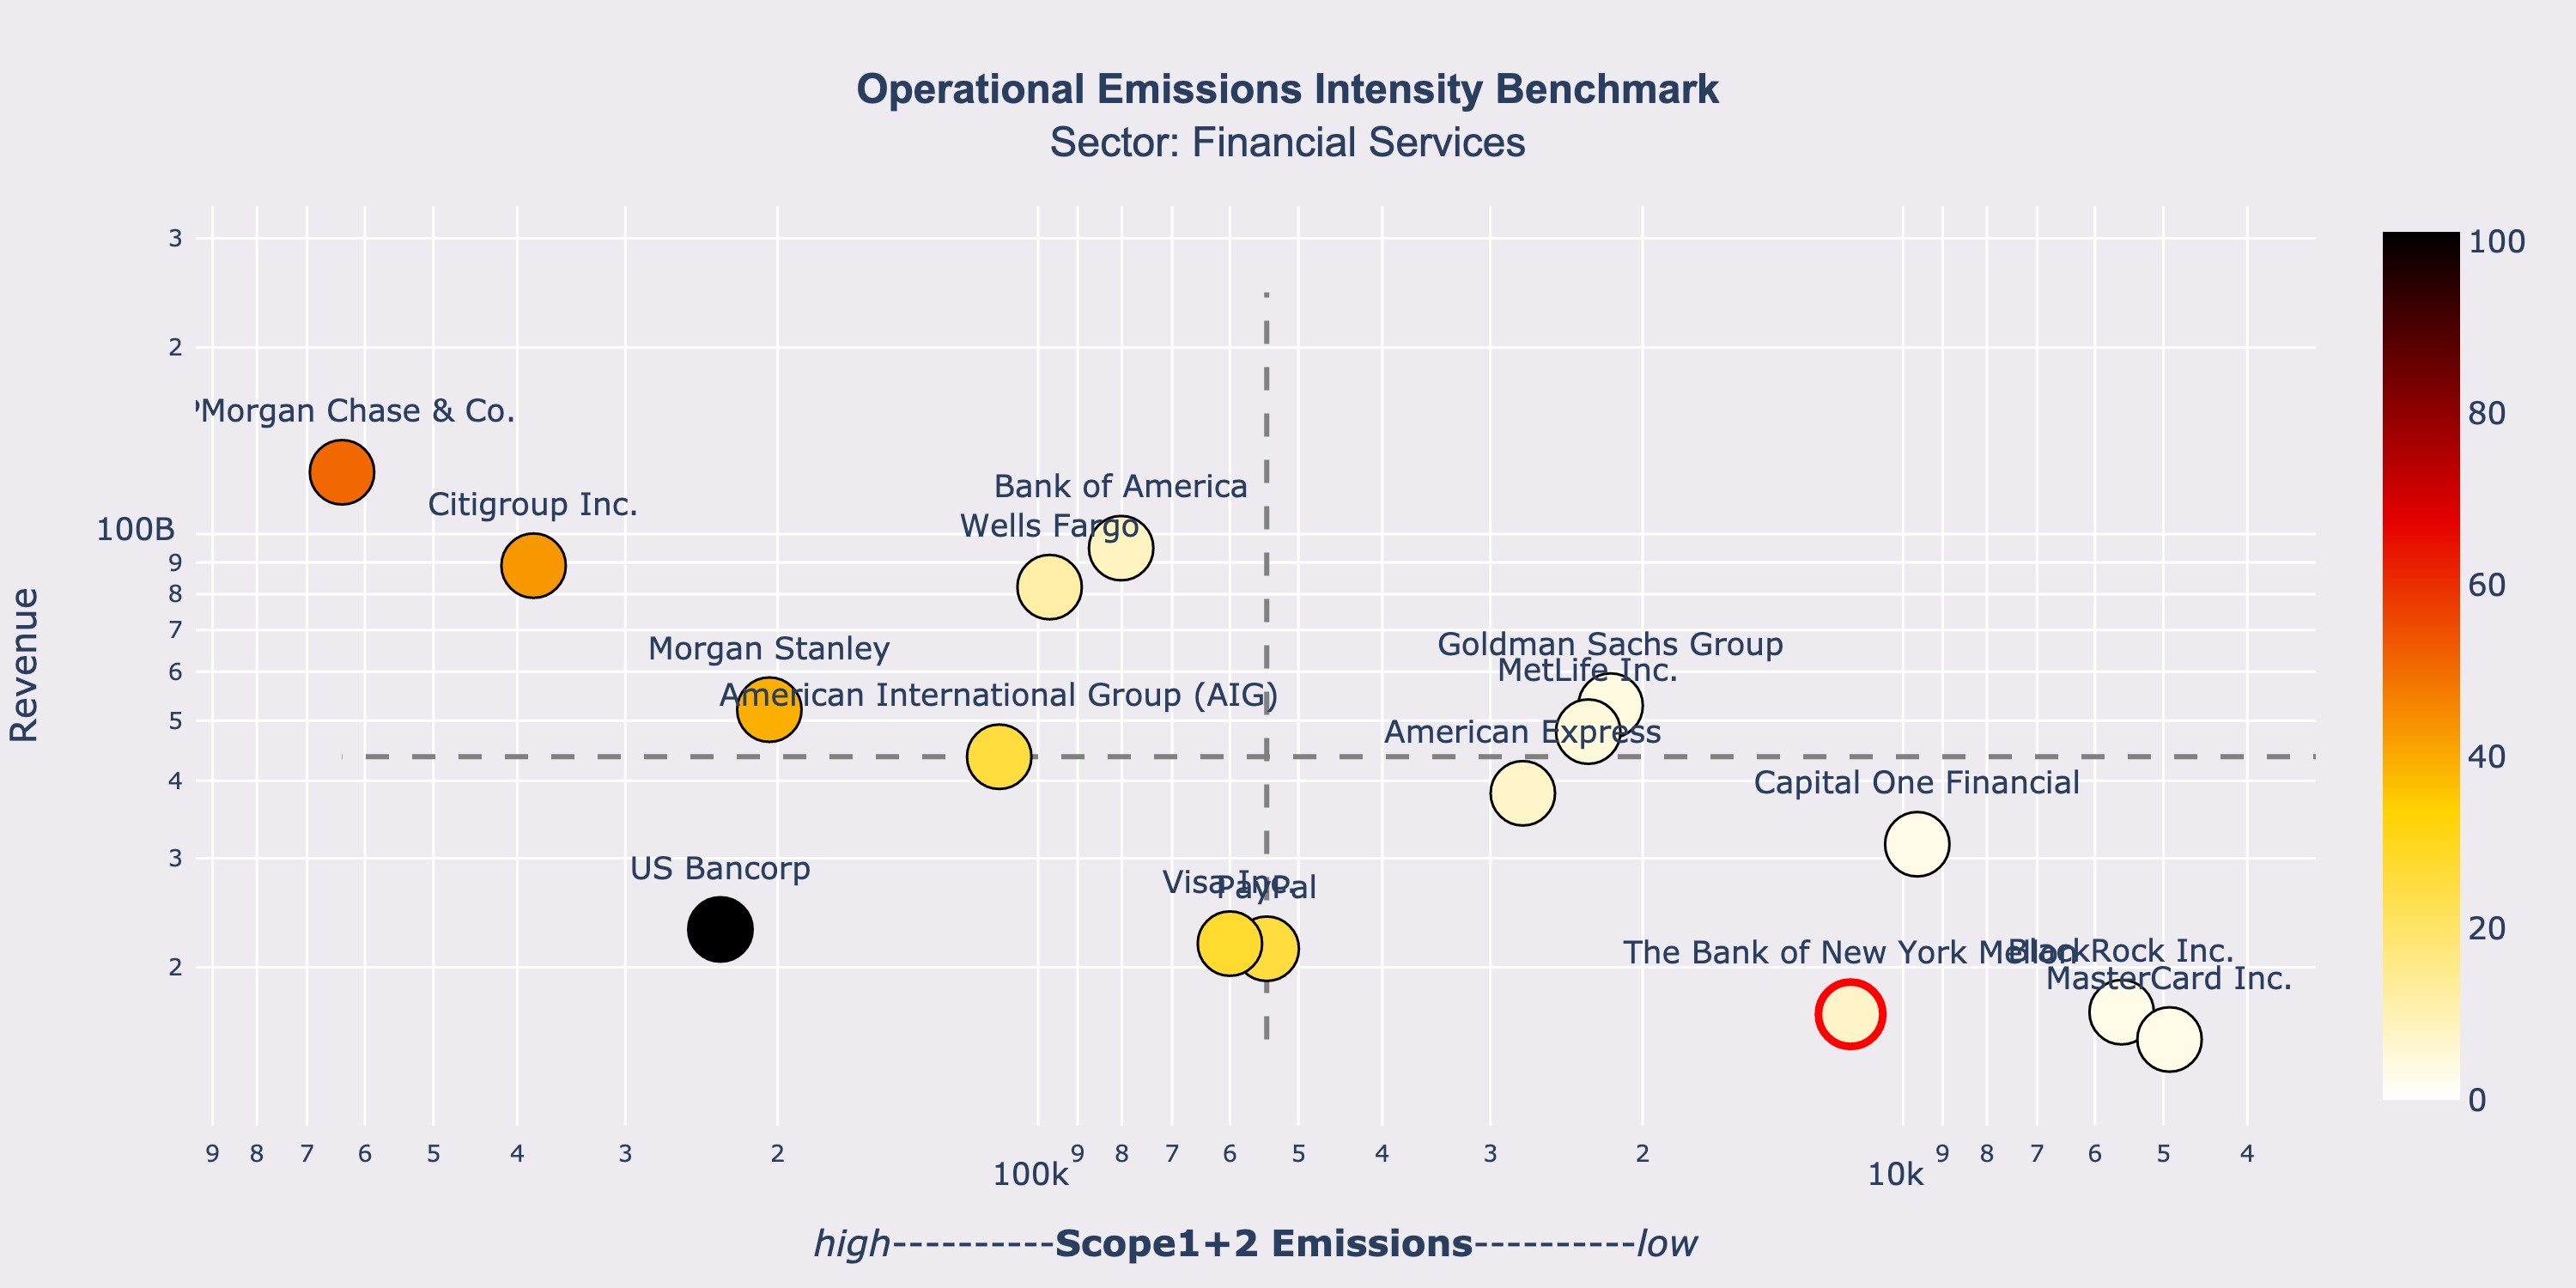 Operational Emissions Intensity Benchmark
Sector: Financial Services
3
2
100B
9
8
7
6
5
4
3
2
Revenue
PMorgan Chase & Co.
Citigroup Inc.
Bank of America
Wells Fargo
Morgan Stanley
American International Group (AIG)
Goldman Sachs Group
MetLife Inc.
American Express
Capital One Financial
US Bancorp
Visa Inc.
PayPal
The Bank of New York Mellon
BlackRock Inc.
MasterCard Inc.
100
80
60
40
20
0
9 8 7 6 5 4 3 2 100k 9 8 7 6 5 4 3 2 10k 9 8 7 6 5 4
high----------Scope1+2 Emissions----------low